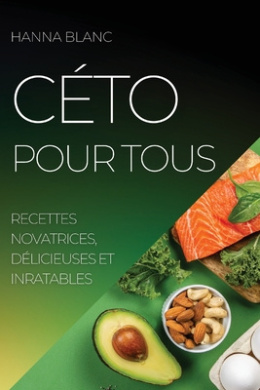 HANNA BLANC
CÉTO
POUR TOUS
RECETTES
NOVATRICES,
DÉLICIEUSES ET
INRATABLES